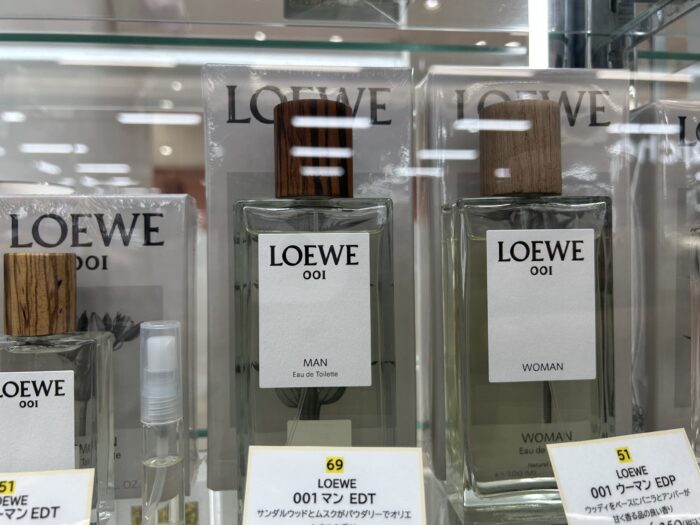 LOEWE
001
LOEWE
001
51
MAN EDT
LOEWE
LOEWE
001
MAN
Eau de Toilette
69
LOEWE
001 マン EDT
サンダルウッドとムスクがパウダリーでオリエ
LOEWE
LOEWE
001
WOMAN
WOMAN
51
LOEWE
001 ウーマン EDP
ウッディをベースにバニラとアンバーが
甘く香る品の良い香り